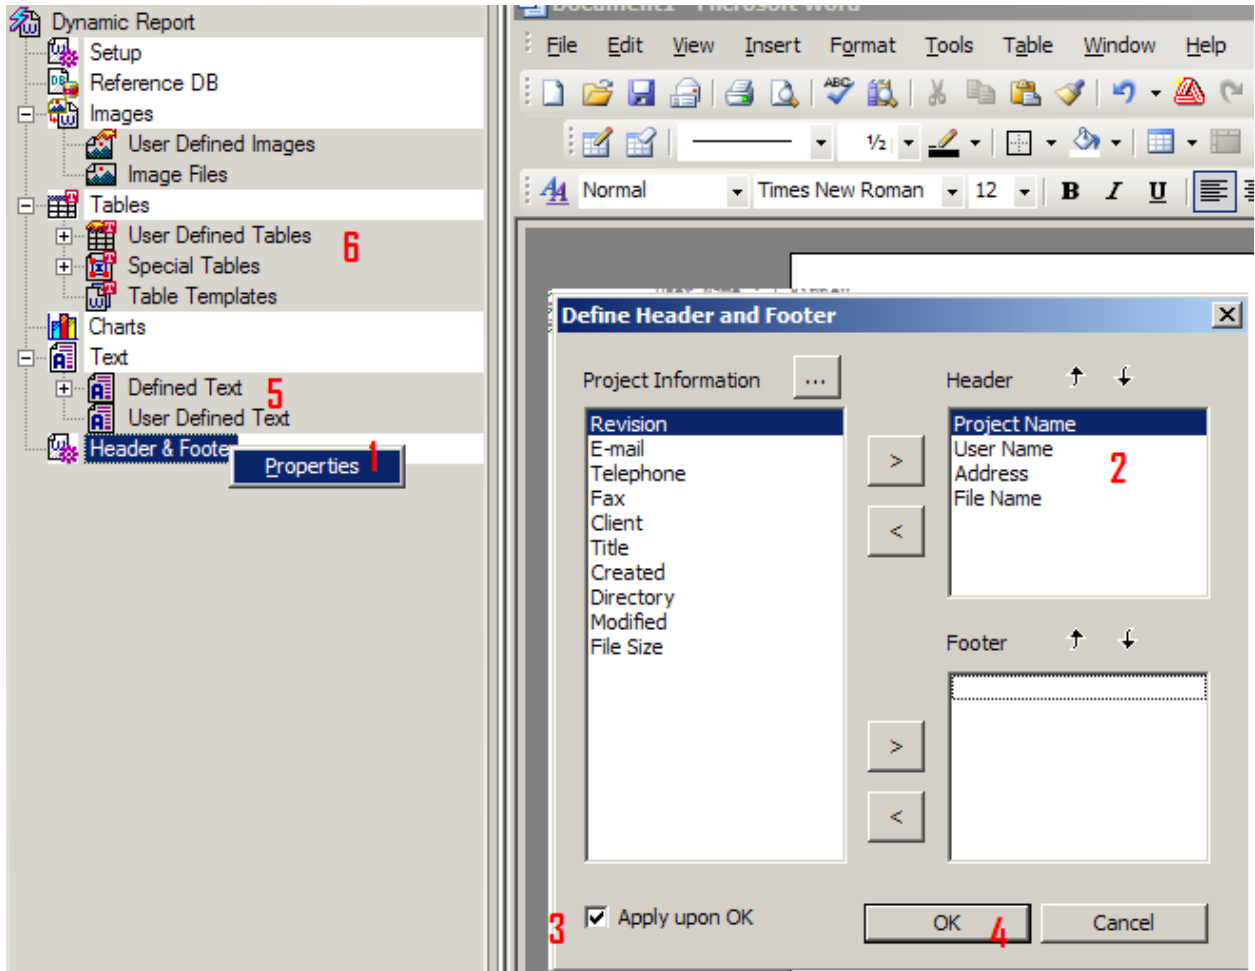 Dynamic Report
Setup
Reference DB
Images
User Defined Images
Image Files
Tables
User Defined Tables
6
Special Tables
Table Templates
Charts
Text
Defined Text
5
User Defined Text
Header & Foote
Properties
1
Document1 - Microsoft Word
File Edit View Insert Format Tools Table Window Help
ABC
½
Normal Times New Roman 12 B I U
Define Header and Footer
Project Information ... Header
Revision
E-mail
Telephone
Fax
Client
Title
Created
Directory
Modified
File Size
>
<
Project Name
User Name
Address
File Name
2
Footer
>
<
3 Apply upon OK
OK 4 Cancel